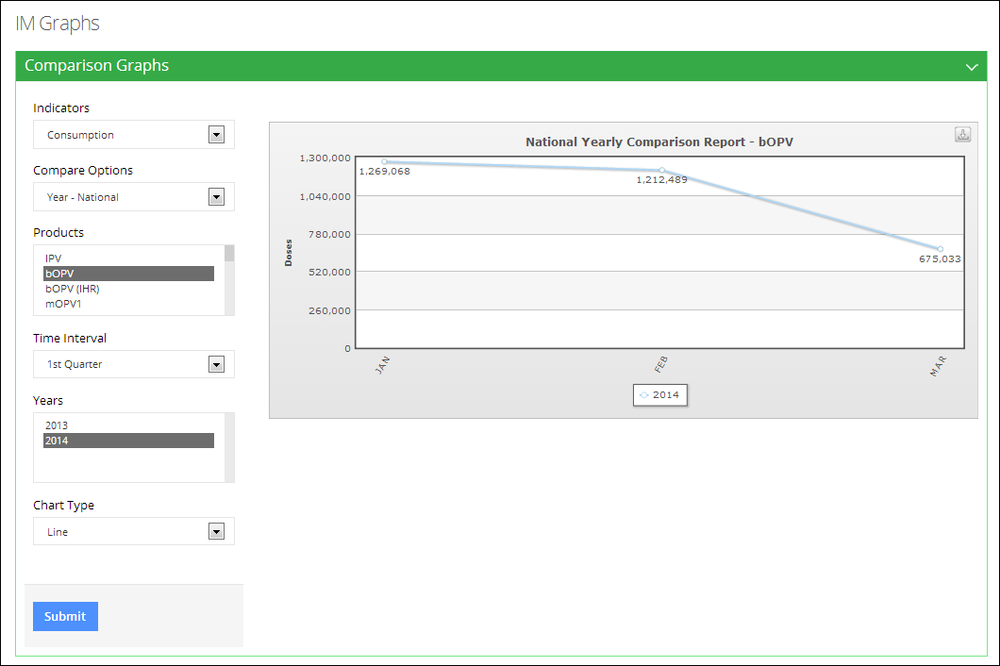 IM Graphs
Comparison Graphs
Indicators
Consumption
Compare Options
Year - National
Products
IPV
bOPV
bOPV (IHR)
mOPV1
Time Interval
1st Quarter
Years
2013
2014
Chart Type
Line
Submit
National Yearly Comparison Report - bOPV
Doses
1,300,000
1,040,000
780,000
520,000
260,000
0
1,269,068
1,212,489
675,033
JAN
FEB
MAR
2014